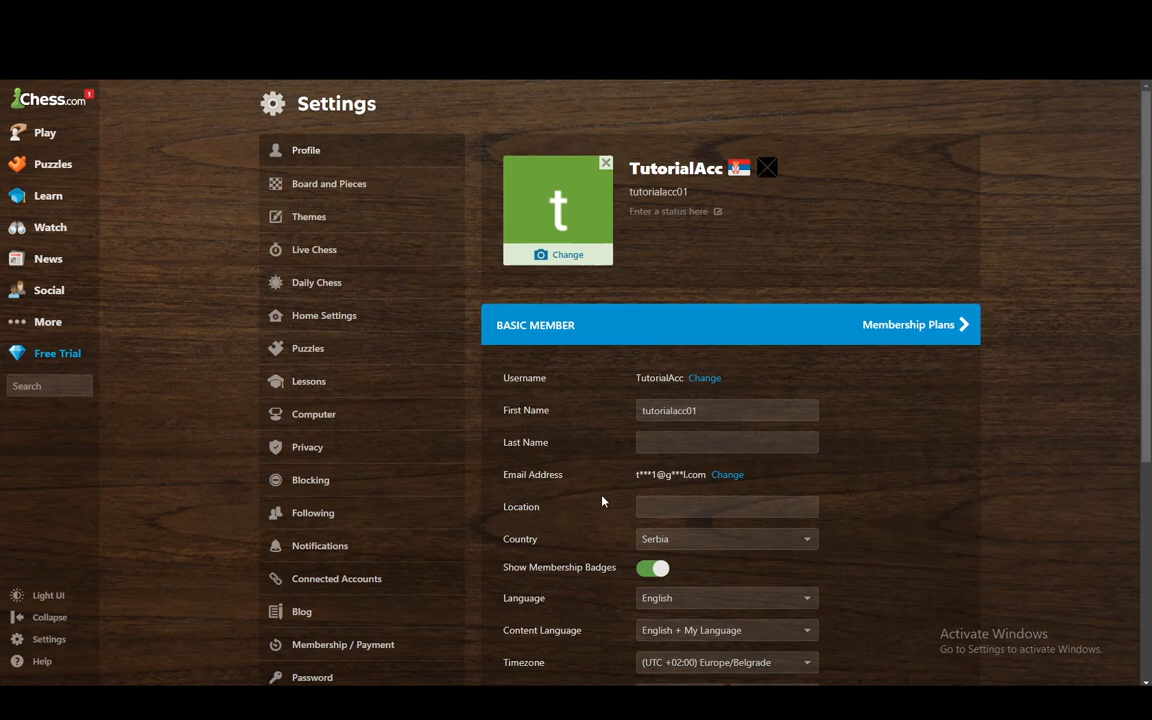 Chess.com 1
Play
Puzzles
Learn
Watch
News
Social
More
Free Trial
Search
Light UI
Collapse
Settings
Help
Settings
Profile
Board and Pieces
Themes
Live Chess
Daily Chess
Home Settings
Puzzles
Lessons
Computer
Privacy
Blocking
Following
Notifications
Connected Accounts
Blog
Membership / Payment
Password
t
Change
TutorialAcc
tutorialacc01
Enter a status here
BASIC MEMBER Membership Plans
Username TutorialAcc Change
First Name tutorialacc01
Last Name
Email Address t***1@g***l.com Change
Location
Country Serbia
Show Membership Badges
Language English
Content Language English + My Language
Timezone (UTC +02:00) Europe/Belgrade
Activate Windows
Go to Settings to activate Windows.